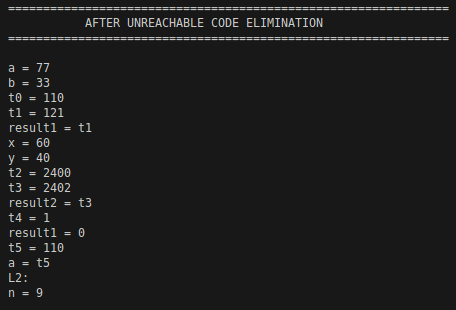 ===============================================================
AFTER UNREACHABLE CODE ELIMINATION
===============================================================
a = 77
b = 33
t0 = 110
t1 = 121
result1 = t1
x = 60
y = 40
t2 = 2400
t3 = 2402
result2 = t3
t4 = 1
result1 = 0
t5 = 110
a = t5
L2:
n = 9